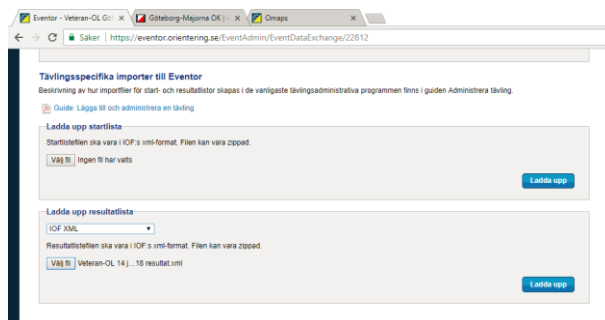 Eventor - Veteran-OL Gö
Göteborg-Majorna OK | V
Omaps
Säker | https://eventor.orientering.se/EventAdmin/EventDataExchange/22812
Tävlingsspecifika importer till Eventor
Beskrivning av hur importfiler för start- och resultatlistor skapas i de vanligaste tävlingsadministrativa programmen finns i guiden Administrera tävling.
Guide: Lägga till och administrera en tävling
Ladda upp startlista
Startlistefilen ska vara i IOF:s xml-format. Filen kan vara zippad.
Välj fil Ingen fil har valts
Ladda upp
Ladda upp resultatlista
IOF XML
Resultatlistefilen ska vara i IOF:s xml-format. Filen kan vara zippad.
Välj fil Veteran-OL 14 j...18 resultat.xml
Ladda upp